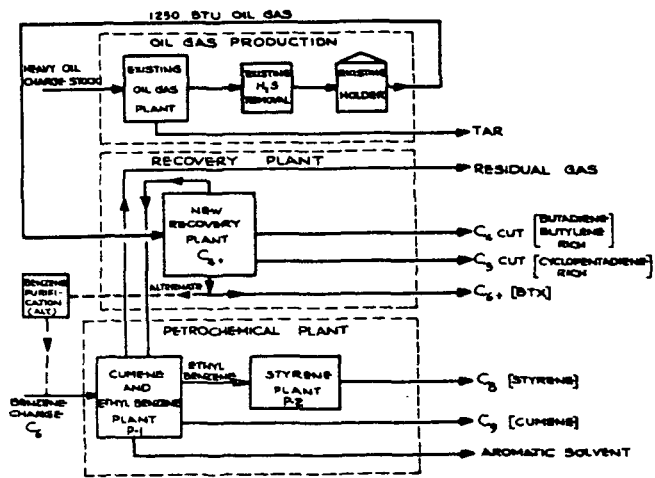 1250 BTU OIL GAS
OIL GAS PRODUCTION
HEAVY OIL
CHARGE-STOCK
EXISTING
OIL GAS
PLANT
EXISTING
H2S
REMOVAL
EXISTING
HOLDER
TAR
RECOVERY PLANT
RESIDUAL GAS
NEW
RECOVERY
PLANT
C4 CUT [BUTADIENE-
BUTYLENE
RICH]
C5 CUT [CYCLOPENTADIENE-
RICH]
ALTERNATE
C6+ [BTX]
BENZENE
PURIFI-
CATION
(ALT)
PETROCHEMICAL PLANT
CUMENE
AND
ETHYL BENZENE
PLANT
P-1
ETHYL
BENZENE
STYRENE
PLANT
P-2
BENZENE
CHARGE-
C6
C8 [STYRENE]
C9 [CUMENE]
AROMATIC SOLVENT